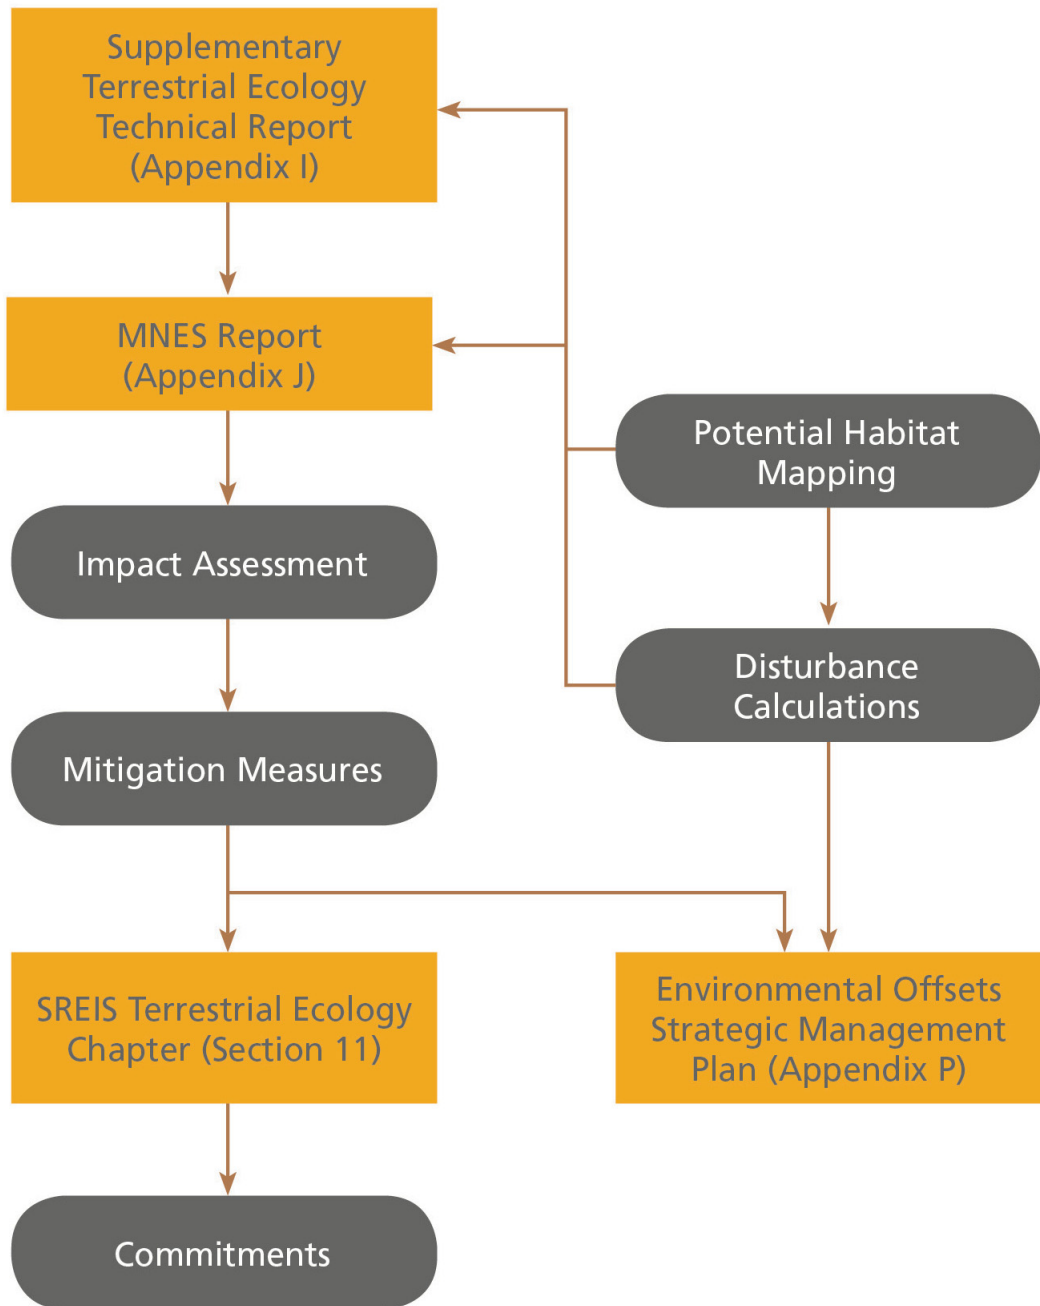 Supplementary
Terrestrial Ecology
Technical Report
(Appendix I)
MNES Report
(Appendix J)
Potential Habitat
Mapping
Impact Assessment
Disturbance
Calculations
Mitigation Measures
SREIS Terrestrial Ecology
Chapter (Section 11)
Environmental Offsets
Strategic Management
Plan (Appendix P)
Commitments